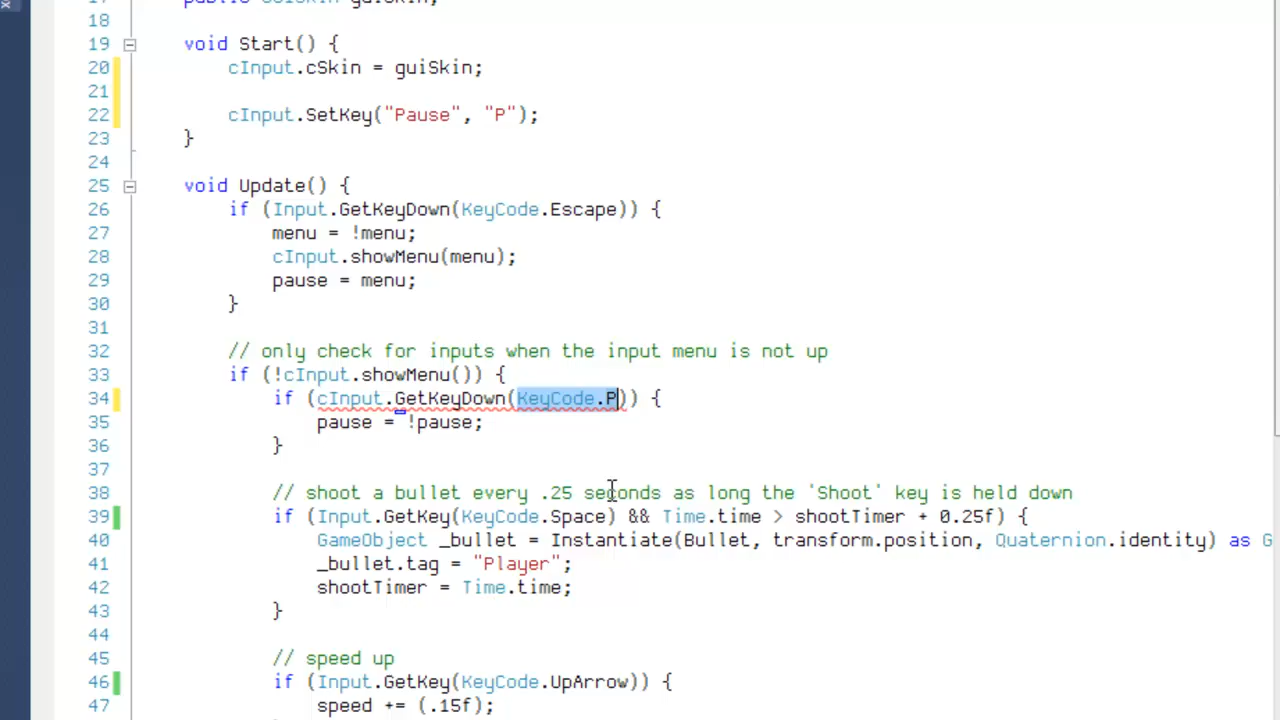 18
19 void Start() {
20 cInput.cSkin = guiSkin;
21
22 cInput.SetKey("Pause", "P");
23 }
24
25 void Update() {
26 if (Input.GetKeyDown(KeyCode.Escape)) {
27 menu = !menu;
28 cInput.showMenu(menu);
29 pause = menu;
30 }
31
32 // only check for inputs when the input menu is not up
33 if (!cInput.showMenu()) {
34 if (cInput.GetKeyDown(KeyCode.P)) {
35 pause = !pause;
36 }
37
38 // shoot a bullet every .25 seconds as long the 'Shoot' key is held down
39 if (Input.GetKey(KeyCode.Space) && Time.time > shootTimer + 0.25f) {
40 GameObject _bullet = Instantiate(Bullet, transform.position, Quaternion.identity) as G
41 _bullet.tag = "Player";
42 shootTimer = Time.time;
43 }
44
45 // speed up
46 if (Input.GetKey(KeyCode.UpArrow)) {
47 speed += (.15f);